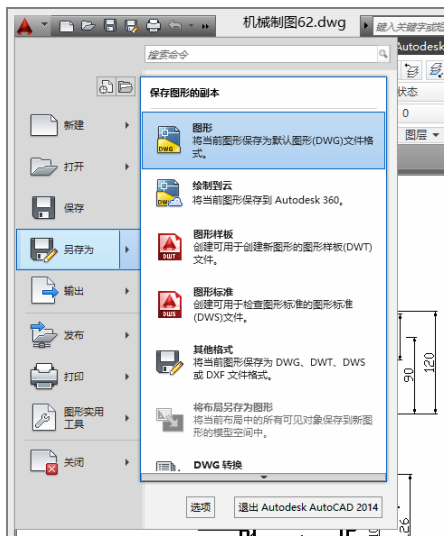 机械制图62.dwg
键入关键字或短
Autodesk
搜索命令
状态
0
图层
保存图形的副本
新建
打开
保存
另存为
输出
发布
打印
图形实用
工具
关闭
DWG
图形
将当前图形保存为默认图形(DWG)文件格
式。
DWG
绘制到云
将当前图形保存到 Autodesk 360。
DWT
图形样板
创建可用于创建新图形的图形样板(DWT)
文件。
DWS
图形标准
创建可用于检查图形标准的图形标准
(DWS)文件。
其他格式
将当前图形保存为 DWG、DWT、DWS
或 DXF 文件格式。
将布局另存为图形
将当前布局中的所有可见对象保存到新图
形的模型空间中。
DWG 转换
选项
退出 Autodesk AutoCAD 2014
90
120
26